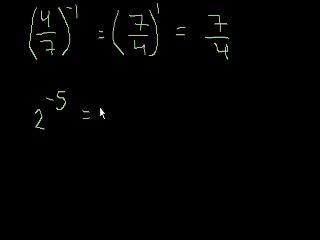 (4/7)^-1 = (7/4)^1 = 7/4
2^-5 =